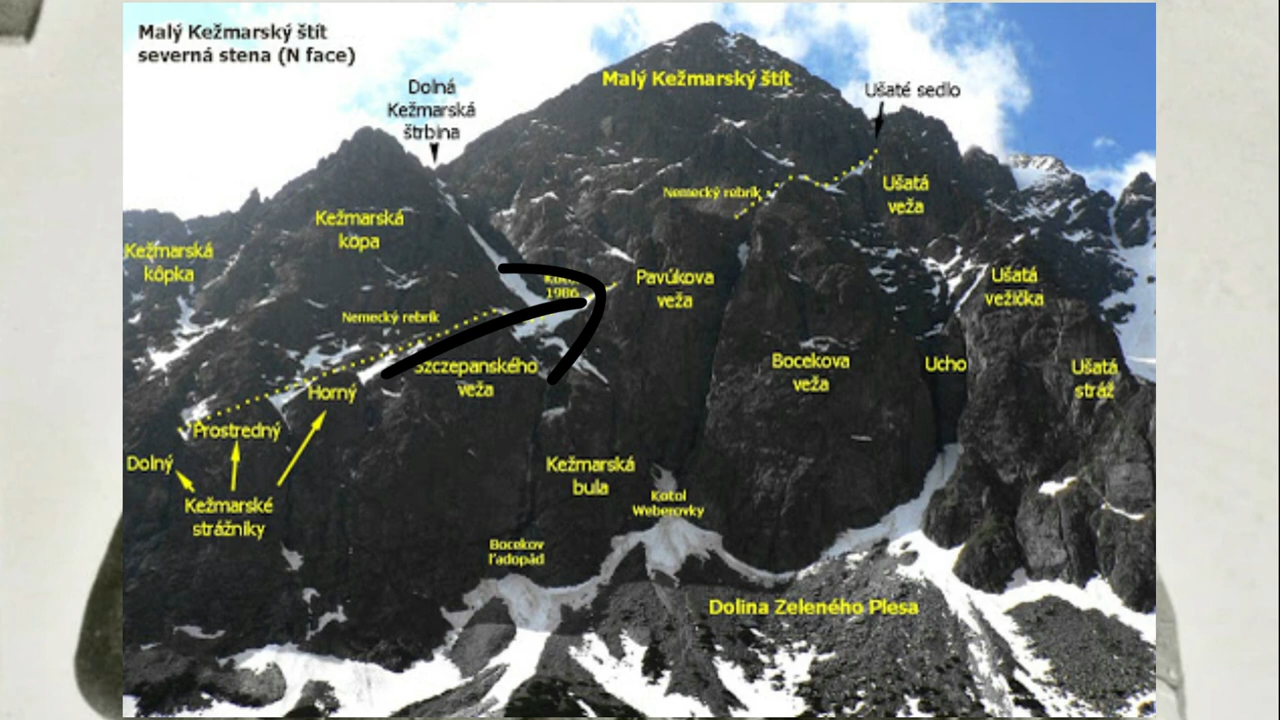 Malý Kežmarský štít
severná stena (N face)
Dolná
Kežmarská
štrbina
Malý Kežmarský štít
Ušaté sedlo
Nemecký rebrík
Ušatá
veža
Kežmarská
kopa
Kežmarská
kôpka
Pavúkova
veža
Ušatá
vežička
1986
Nemecký rebrík
Szczepanského
veža
Bocekova
veža
Ucho
Ušatá
stráž
Horný
Prostredný
Dolný
Kežmarské
strážniky
Kežmarská
bula
Kotol
Weberovky
Bocekov
ľadopád
Dolina Zeleného Plesa